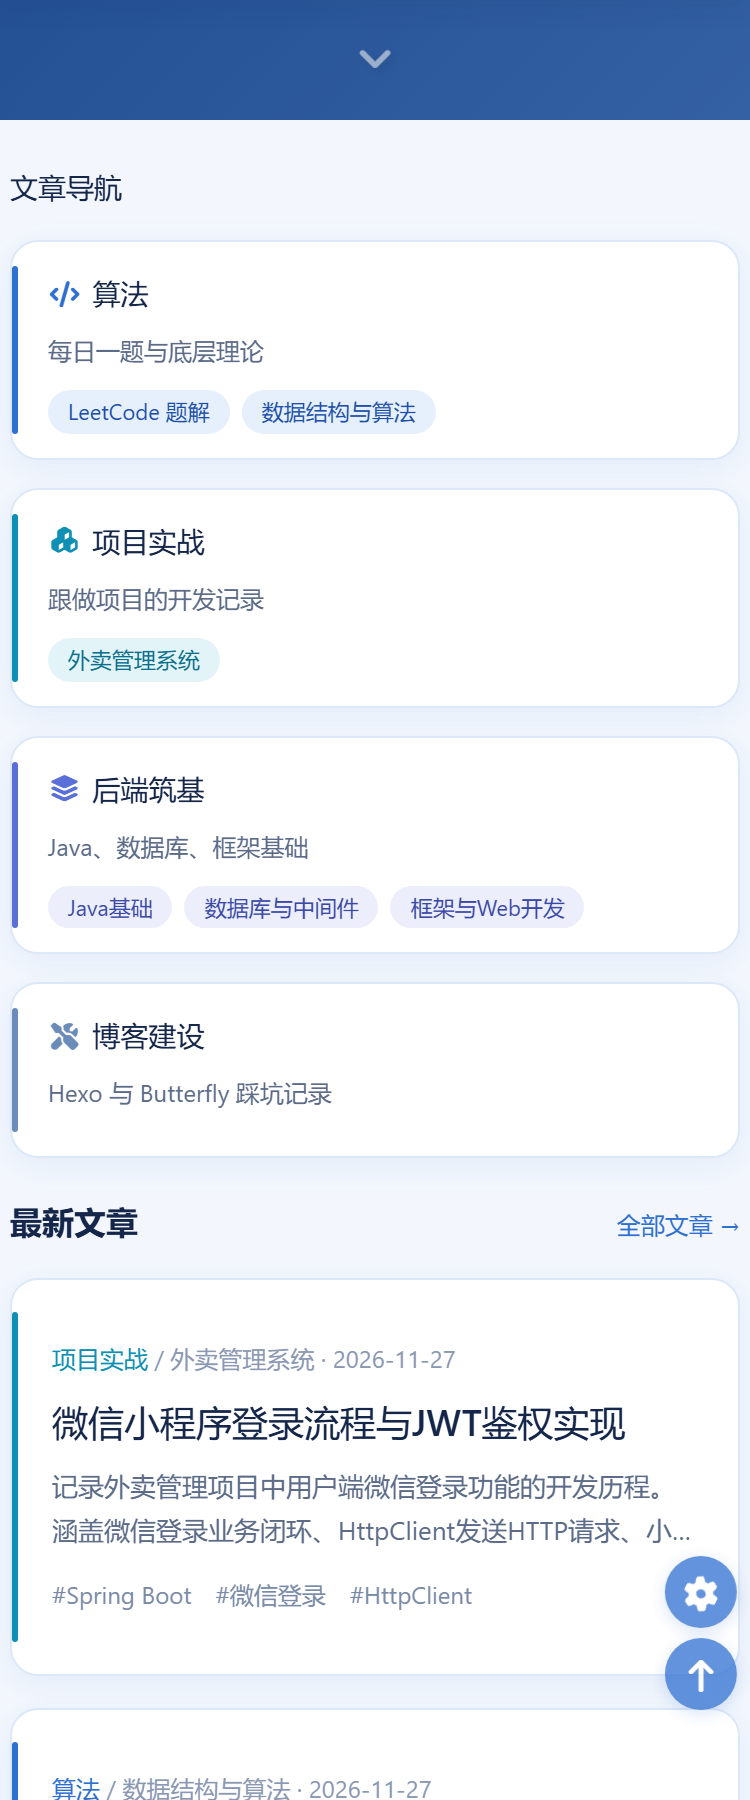 文章导航
算法
每日一题与底层理论
LeetCode 题解 数据结构与算法
项目实战
跟做项目的开发记录
外卖管理系统
后端筑基
Java、数据库、框架基础
Java基础 数据库与中间件 框架与Web开发
博客建设
Hexo 与 Butterfly 踩坑记录
最新文章 全部文章 →
项目实战 / 外卖管理系统 · 2026-11-27
微信小程序登录流程与JWT鉴权实现
记录外卖管理项目中用户端微信登录功能的开发历程。
涵盖微信登录业务闭环、HttpClient发送HTTP请求、小...
#Spring Boot #微信登录 #HttpClient
算法 / 数据结构与算法 · 2026-11-27